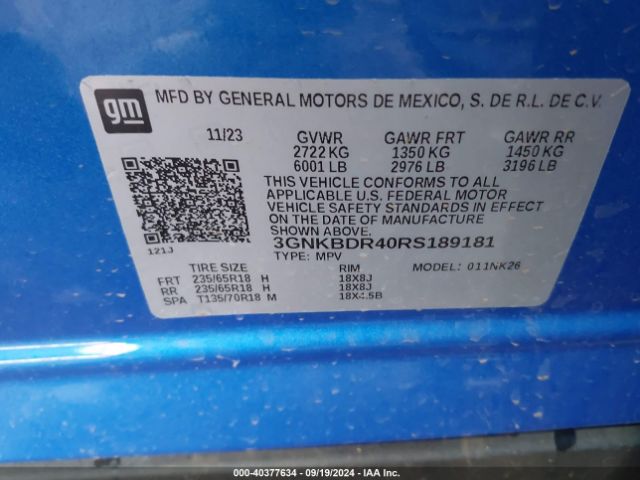 gm
MFD BY GENERAL MOTORS DE MEXICO, S. DE R.L. DE C.V.
11/23 GVWR GAWR FRT GAWR RR
2722 KG 1350 KG 1450 KG
6001 LB 2976 LB 3196 LB
THIS VEHICLE CONFORMS TO ALL
APPLICABLE U.S. FEDERAL MOTOR
VEHICLE SAFETY STANDARDS IN EFFECT
ON THE DATE OF MANUFACTURE
SHOWN ABOVE.
3GNKBDR40RS189181
121J
TYPE: MPV
MODEL: 011NK26
TIRE SIZE RIM
FRT 235/65R18 H 18X8J
RR 235/65R18 H 18X8J
SPA T135/70R18 M 18X4.5B
000-40377634 - 09/19/2024 - IAA Inc.